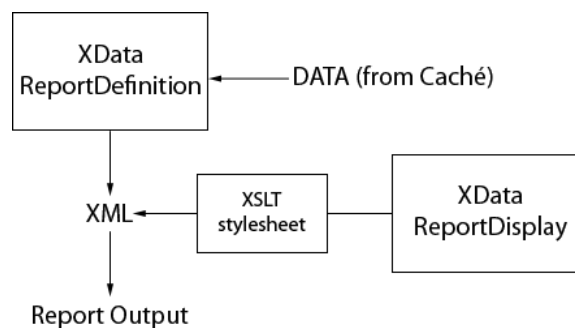 XData
ReportDefinition
DATA (from Caché)
XML
XSLT
stylesheet
XData
ReportDisplay
Report Output